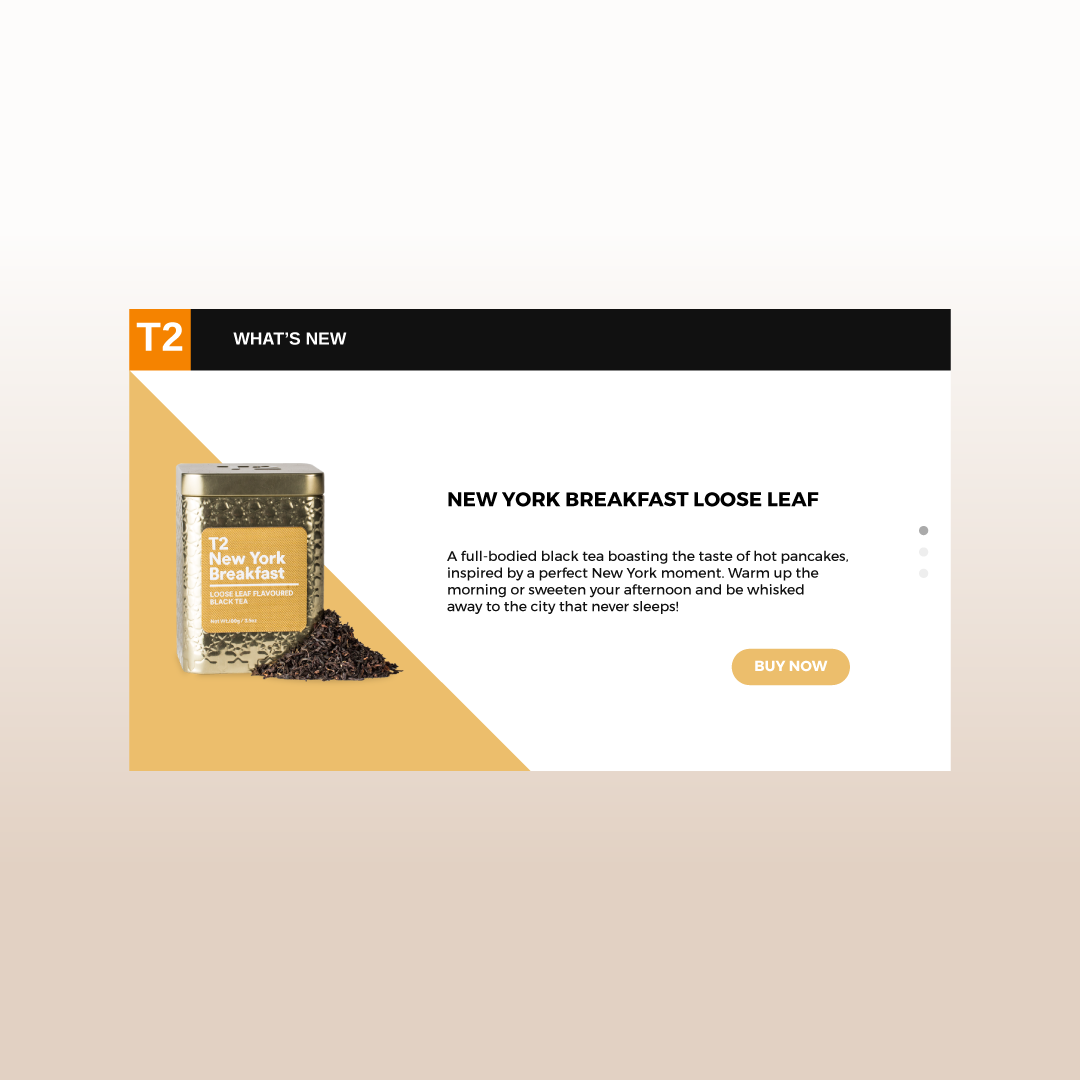 T2
WHAT'S NEW
T2
New York
Breakfast
LOOSE LEAF FLAVOURED
BLACK TEA
NEW YORK BREAKFAST LOOSE LEAF
A full-bodied black tea boasting the taste of hot pancakes,
inspired by a perfect New York moment. Warm up the
morning or sweeten your afternoon and be whisked
away to the city that never sleeps!
BUY NOW